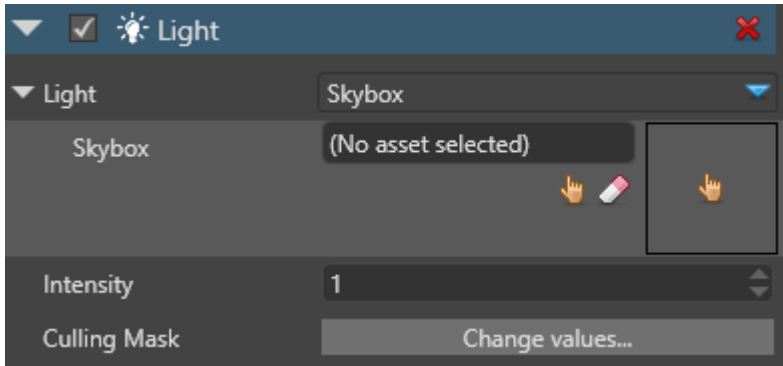 Light
Light Skybox
Skybox (No asset selected)
Intensity 1
Culling Mask Change values...